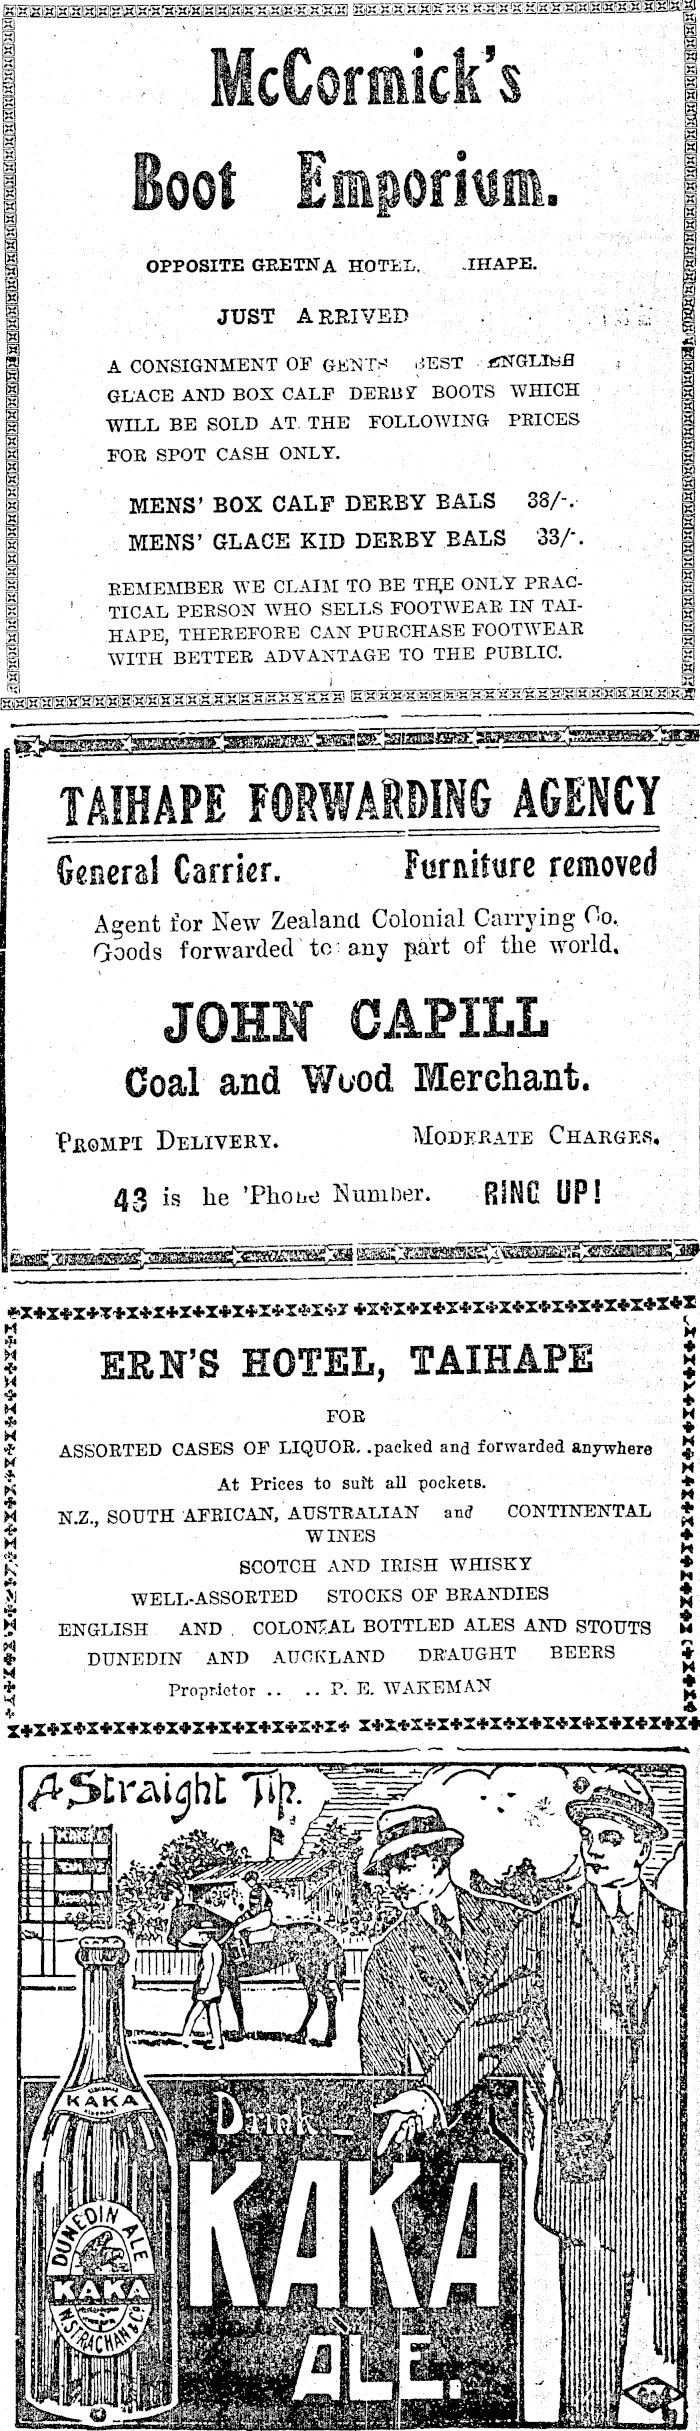 McCormick's
Boot Emporium.
OPPOSITE GRETNA HOTEL, IHAPE.
JUST ARRIVED
A CONSIGNMENT OF GENTS BEST ENGLISH
GLACE AND BOX CALF DERBY BOOTS WHICH
WILL BE SOLD AT THE FOLLOWING PRICES
FOR SPOT CASH ONLY.
MENS' BOX CALF DERBY BALS 38/-.
MENS' GLACE KID DERBY BALS 33/-.
REMEMBER WE CLAIM TO BE THE ONLY PRAC-
TICAL PERSON WHO SELLS FOOTWEAR IN TAI-
HAPE, THEREFORE CAN PURCHASE FOOTWEAR
WITH BETTER ADVANTAGE TO THE PUBLIC.
TAIHAPE FORWARDING AGENCY
General Carrier. Furniture removed
Agent for New Zealand Colonial Carrying Co.
Goods forwarded to any part of the world.
JOHN CAPILL
Coal and Wood Merchant.
PROMPT DELIVERY. MODERATE CHARGES.
43 is he 'Phone Number. RING UP!
ERN'S HOTEL, TAIHAPE
FOR
ASSORTED CASES OF LIQUOR. .packed and forwarded anywhere
At Prices to suit all pockets.
N.Z., SOUTH AFRICAN, AUSTRALIAN and CONTINENTAL
WINES
SCOTCH AND IRISH WHISKY
WELL-ASSORTED STOCKS OF BRANDIES
ENGLISH AND COLONIAL BOTTLED ALES AND STOUTS
DUNEDIN AND AUCKLAND DRAUGHT BEERS
Proprietor .. .. P. E. WAKEMAN
A Straight Tip.
KAKA
DUNEDIN ALE
KAKA
W. STRACHAN & Co
Drink
KAKA
ALE.